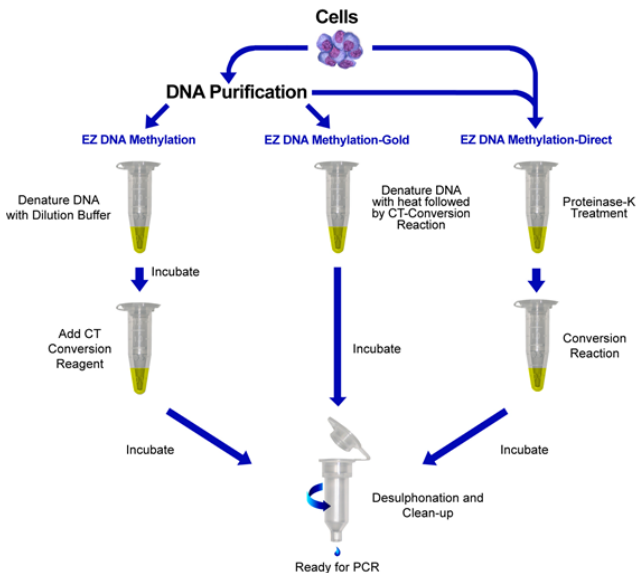 Cells
DNA Purification
EZ DNA Methylation
EZ DNA Methylation-Gold
EZ DNA Methylation-Direct
Denature DNA
with Dilution Buffer
Denature DNA
with heat followed
by CT-Conversion
Reaction
Proteinase-K
Treatment
Incubate
Add CT
Conversion
Reagent
Incubate
Conversion
Reaction
Incubate
Incubate
Desulphonation and
Clean-up
Ready for PCR